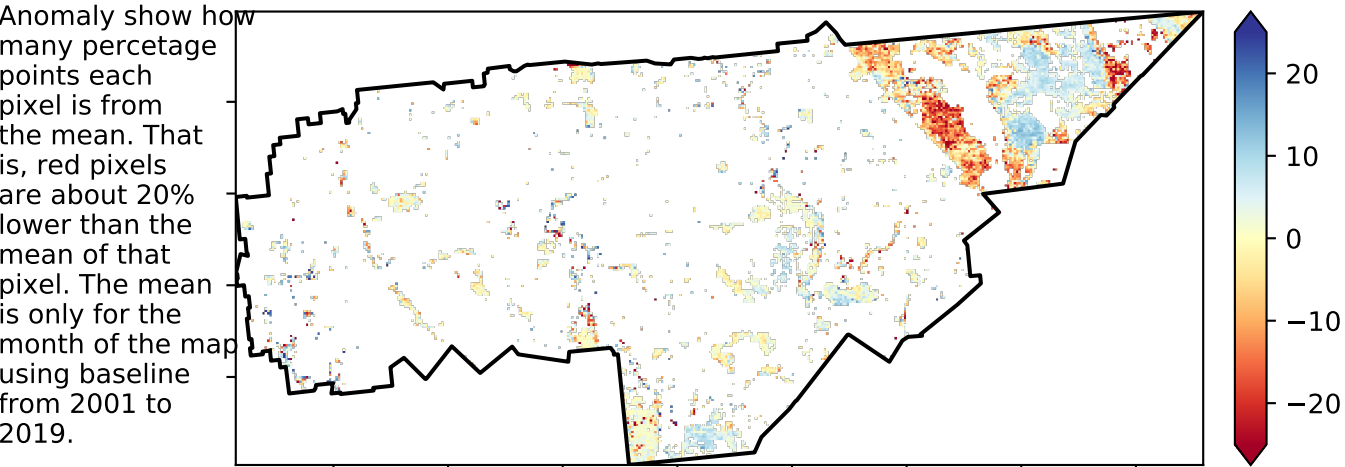 Anomaly show how
many percetage
points each
pixel is from
the mean. That
is, red pixels
are about 20%
lower than the
mean of that
pixel. The mean
is only for the
month of the map
using baseline
from 2001 to
2019.
20
10
0
−10
−20